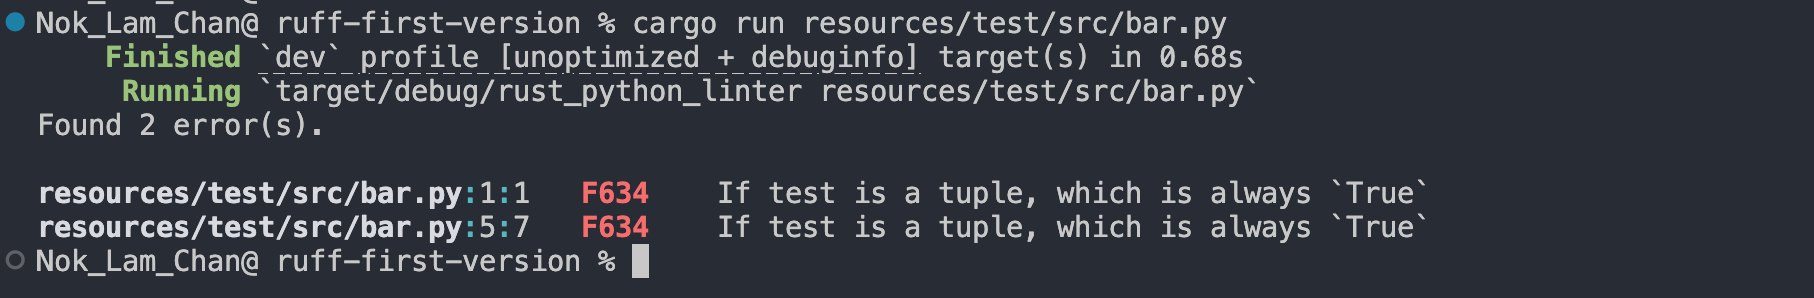 Nok_Lam_Chan@ ruff-first-version % cargo run resources/test/src/bar.py
Finished `dev` profile [unoptimized + debuginfo] target(s) in 0.68s
Running `target/debug/rust_python_linter resources/test/src/bar.py`
Found 2 error(s).
resources/test/src/bar.py:1:1 F634 If test is a tuple, which is always `True`
resources/test/src/bar.py:5:7 F634 If test is a tuple, which is always `True`
Nok_Lam_Chan@ ruff-first-version %